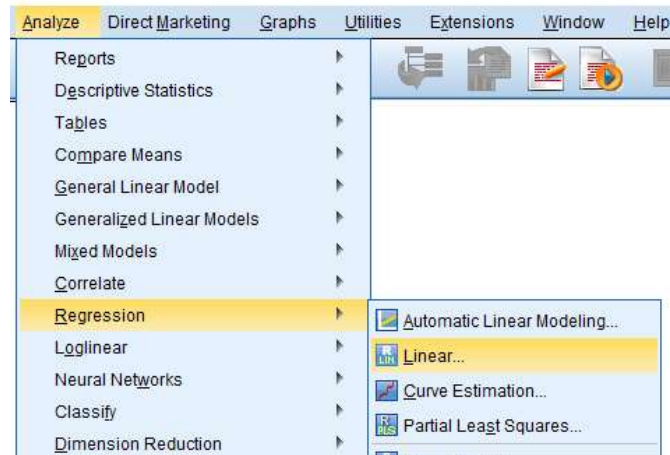 Analyze Direct Marketing Graphs Utilities Extensions Window Help
Reports
Descriptive Statistics
Tables
Compare Means
General Linear Model
Generalized Linear Models
Mixed Models
Correlate
Regression
Loglinear
Neural Networks
Classify
Dimension Reduction
Automatic Linear Modeling...
R LIN Linear...
Curve Estimation...
R PLS Partial Least Squares...